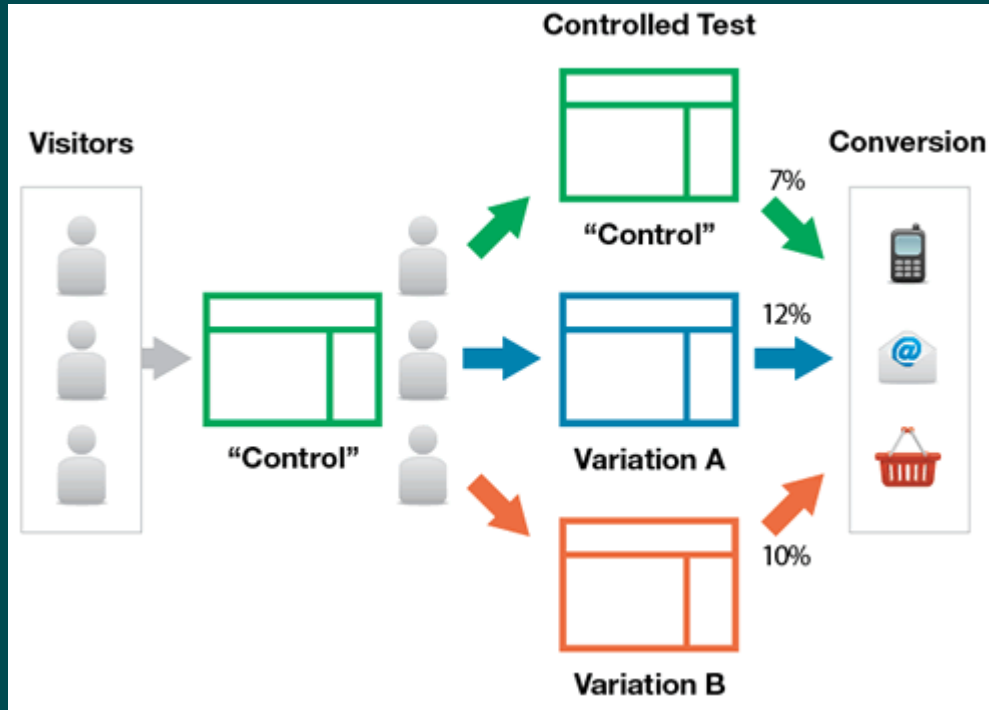 Controlled Test
Visitors
Conversion
7%
“Control”
12%
“Control”
Variation A
10%
Variation B
@